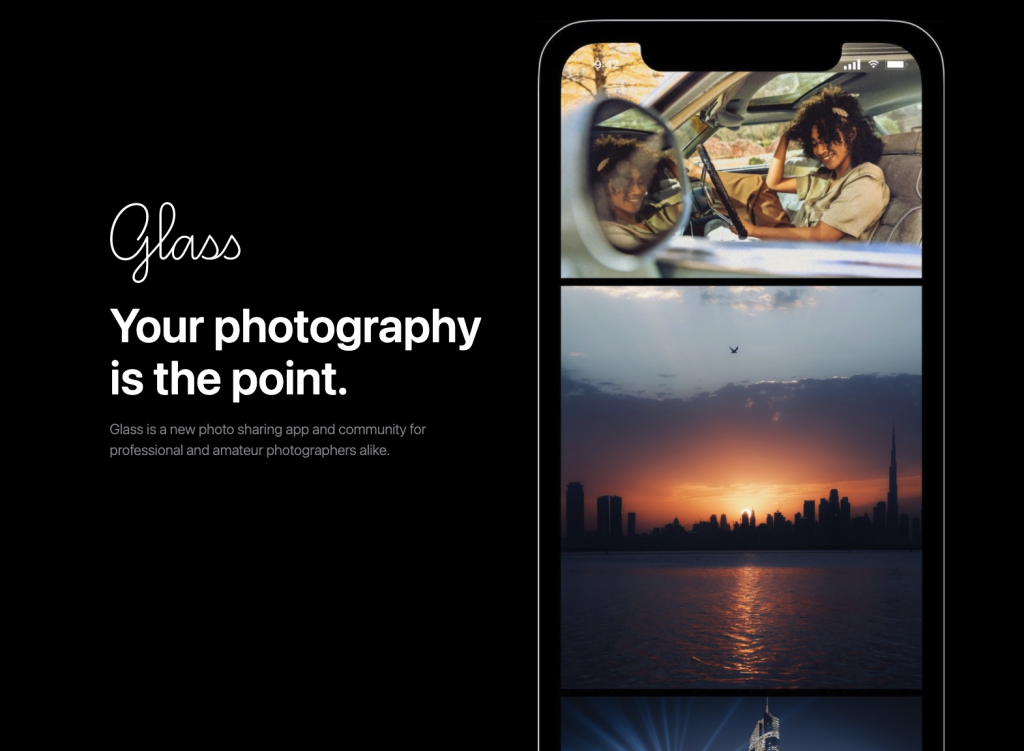 Glass
Your photography
is the point.
Glass is a new photo sharing app and community for
professional and amateur photographers alike.